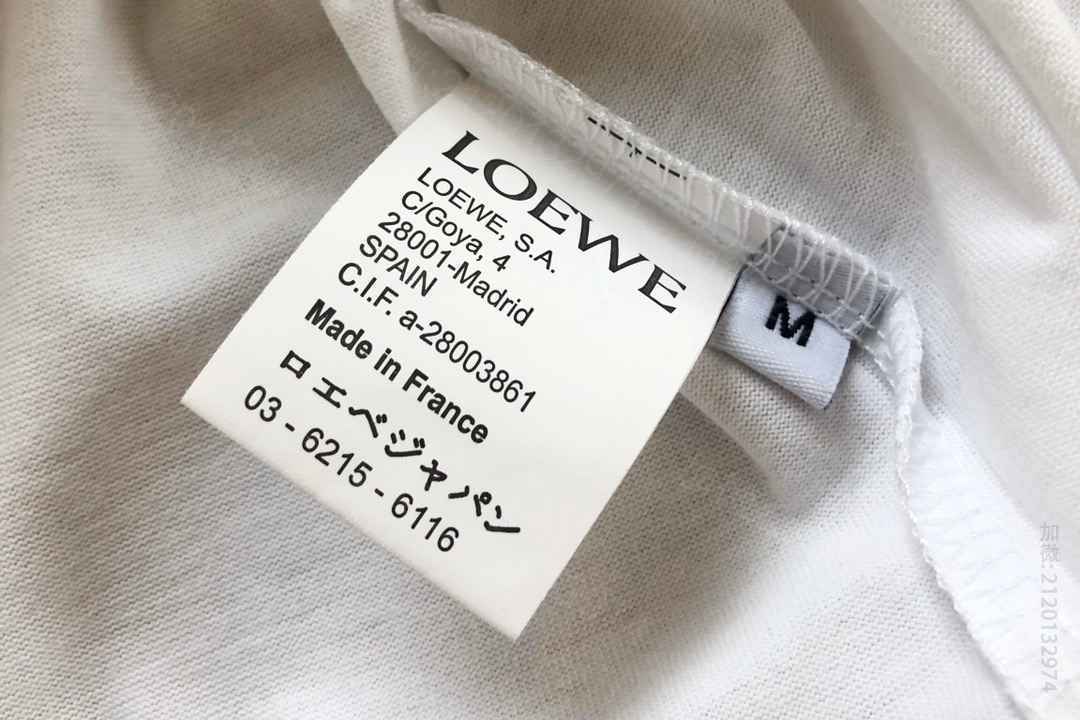 LOEWE
LOEWE, S.A.
C/Goya, 4
28001-Madrid
SPAIN
C.I.F. a-28003861
Made in France
ロエベジャパン
03 - 6215 - 6116
M
加微:2120132974